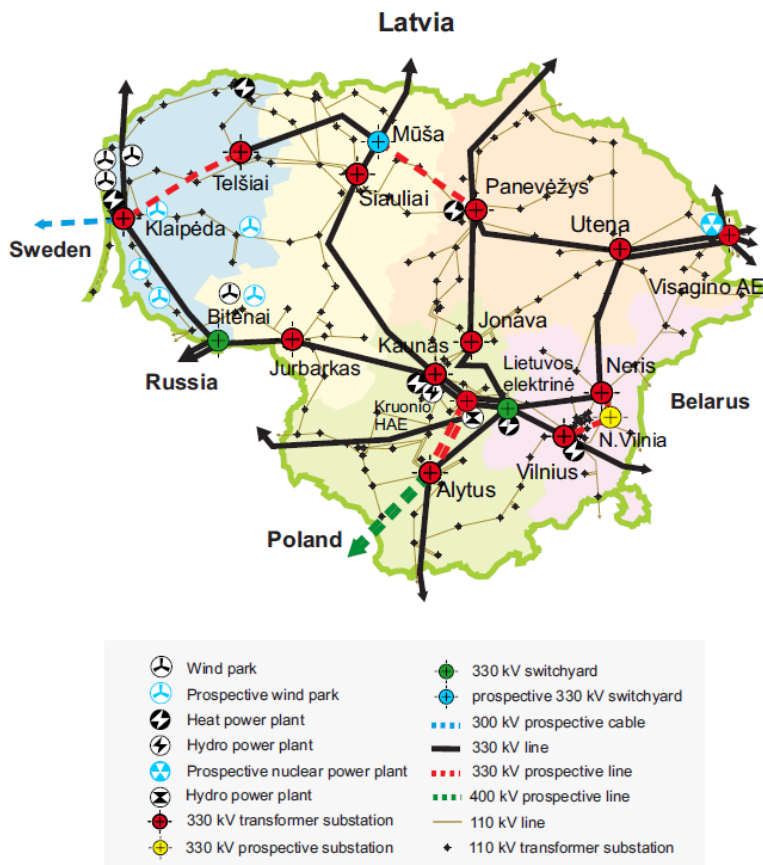 Latvia
Mūša
Telšiai
Šiauliai
Panevėžys
Klaipėda
Utena
Sweden
Visagino AE
Bitėnai
Jonava
Kaunas
Jurbarkas
Lietuvos
elektrinė
Neris
Russia
Kruonio
HAE
Belarus
N.Vilnia
Vilnius
Alytus
Poland
Wind park
Prospective wind park
Heat power plant
Hydro power plant
Prospective nuclear power plant
Hydro power plant
330 kV transformer substation
330 kV prospective substation
330 kV switchyard
prospective 330 kV switchyard
300 kV prospective cable
330 kV line
330 kV prospective line
400 kV prospective line
110 kV line
110 kV transformer substation